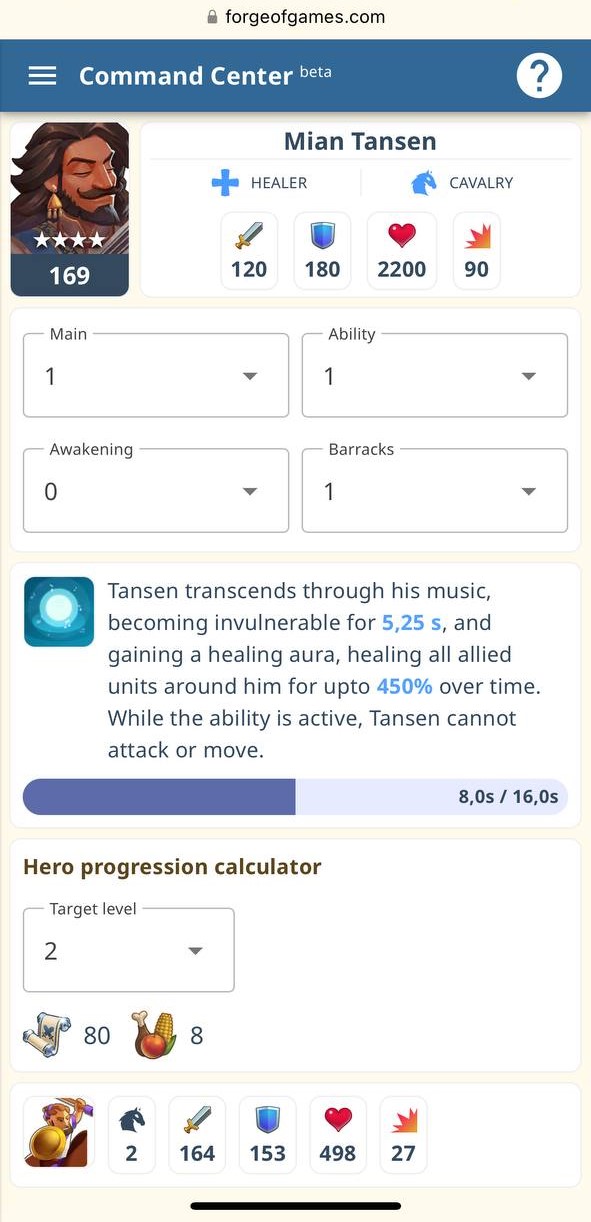 forgeofgames.com
Command Center beta
?
Mian Tansen
HEALER
CAVALRY
169
120
180
2200
90
Main
1
Ability
1
Awakening
0
Barracks
1
Tansen transcends through his music,
becoming invulnerable for 5,25 s, and
gaining a healing aura, healing all allied
units around him for upto 450% over time.
While the ability is active, Tansen cannot
attack or move.
8,0s / 16,0s
Hero progression calculator
Target level
2
80
8
2
164
153
498
27